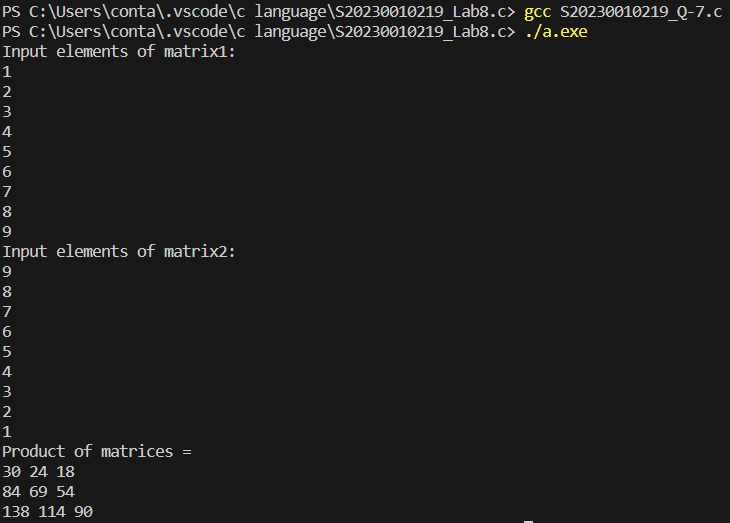 PS C:\Users\conta\.vscode\c language\S20230010219_Lab8.c> gcc S20230010219_Q-7.c
PS C:\Users\conta\.vscode\c language\S20230010219_Lab8.c> ./a.exe
Input elements of matrix1:
1
2
3
4
5
6
7
8
9
Input elements of matrix2:
9
8
7
6
5
4
3
2
1
Product of matrices =
30 24 18
84 69 54
138 114 90